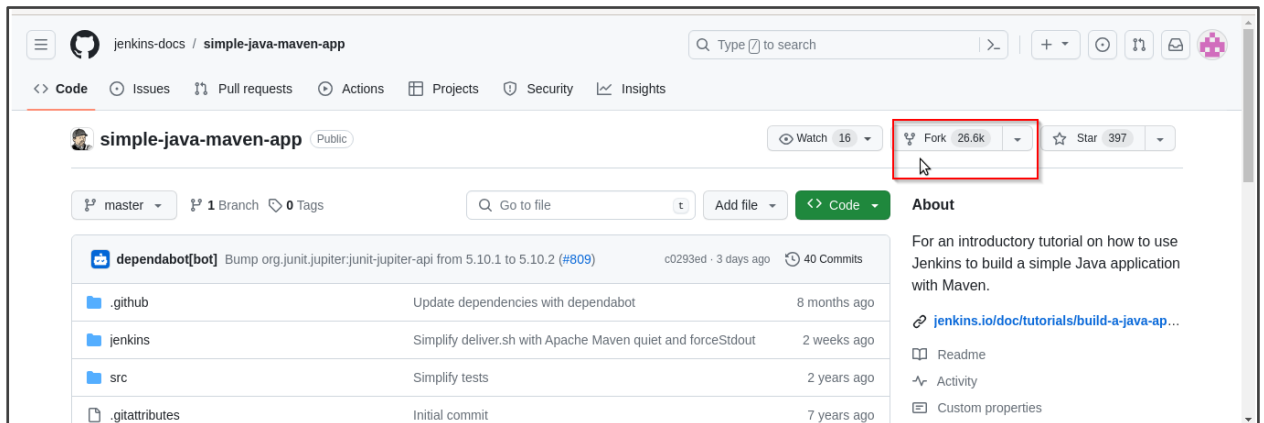 jenkins-docs / simple-java-maven-app
Type / to search
Code Issues Pull requests Actions Projects Security Insights
simple-java-maven-app Public
Watch 16 Fork 26.6k Star 397
master 1 Branch 0 Tags Go to file t Add file Code
About
For an introductory tutorial on how to use
Jenkins to build a simple Java application
with Maven.
jenkins.io/doc/tutorials/build-a-java-ap...
Readme
Activity
Custom properties
dependabot[bot] Bump org.junit.jupiter:junit-jupiter-api from 5.10.1 to 5.10.2 (#809) c0293ed · 3 days ago 40 Commits
.github Update dependencies with dependabot 8 months ago
jenkins Simplify deliver.sh with Apache Maven quiet and forceStdout 2 weeks ago
src Simplify tests 2 years ago
.gitattributes Initial commit 7 years ago